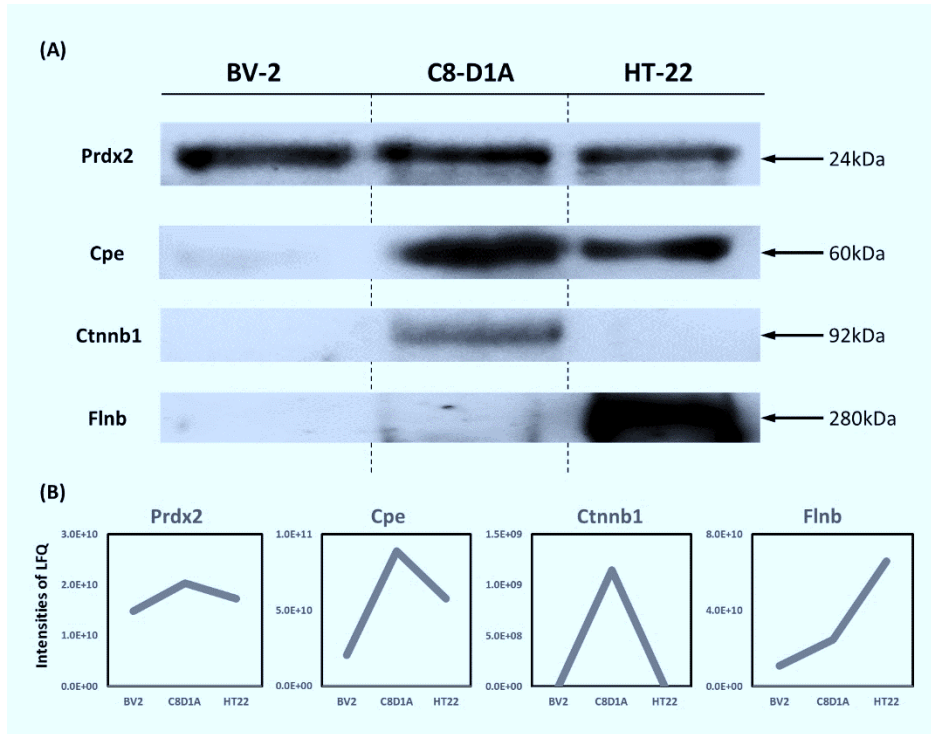 (A)
BV-2 C8-D1A HT-22
Prdx2 24kDa
Cpe 60kDa
Ctnnb1 92kDa
Flnb 280kDa
(B)
Prdx2 Cpe Ctnnb1 Flnb
Intensities of LFQ
3.0E+10
2.0E+10
1.0E+10
0.0E+00
BV2 C8D1A HT22
1.0E+11
5.0E+10
0.0E+00
BV2 C8D1A HT22
1.5E+09
1.0E+09
5.0E+08
0.0E+00
BV2 C8D1A HT22
8.0E+10
4.0E+10
0.0E+00
BV2 C8D1A HT22